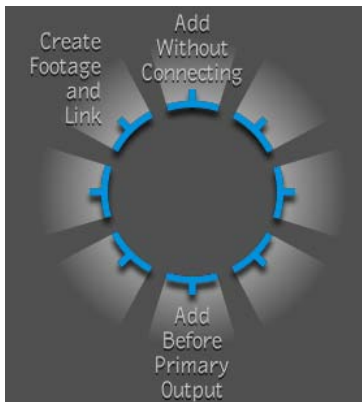 Add
Without
Connecting
Create
Footage
and
Link
Add
Before
Primary
Output